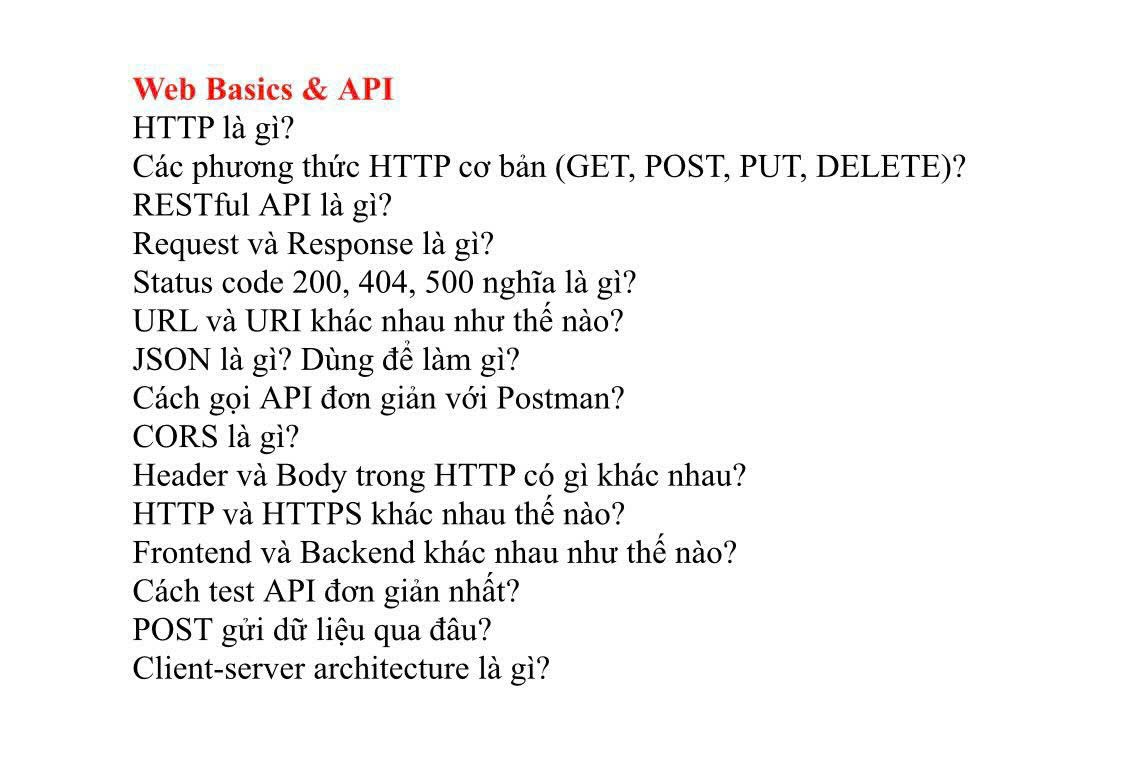 Web Basics & API
HTTP là gì?
Các phương thức HTTP cơ bản (GET, POST, PUT, DELETE)?
RESTful API là gì?
Request và Response là gì?
Status code 200, 404, 500 nghĩa là gì?
URL và URI khác nhau như thế nào?
JSON là gì? Dùng để làm gì?
Cách gọi API đơn giản với Postman?
CORS là gì?
Header và Body trong HTTP có gì khác nhau?
HTTP và HTTPS khác nhau thế nào?
Frontend và Backend khác nhau như thế nào?
Cách test API đơn giản nhất?
POST gửi dữ liệu qua đâu?
Client-server architecture là gì?